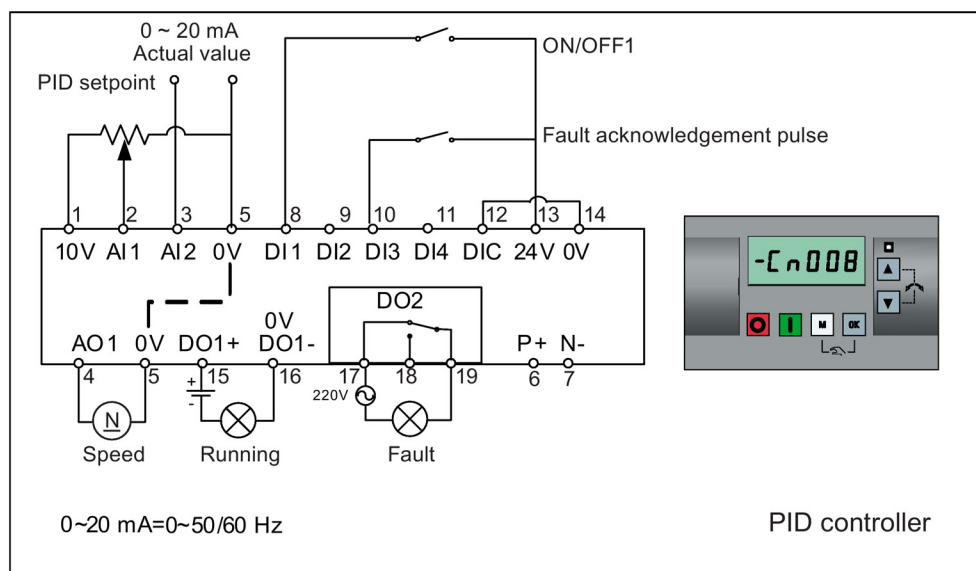 0 ~ 20 mA
Actual value
PID setpoint
ON/OFF1
Fault acknowledgement pulse
1 2 3 5 8 9 10 11 12 13 14
10V AI1 AI2 0V DI1 DI2 DI3 DI4 DIC 24V 0V
-Cn008
DO2
0V
AO1 0V DO1+ DO1- P+ N-
M OK
4 5 15 16 17 18 19 6 7
+
-
220V
N
Speed Running Fault
0~20 mA=0~50/60 Hz
PID controller